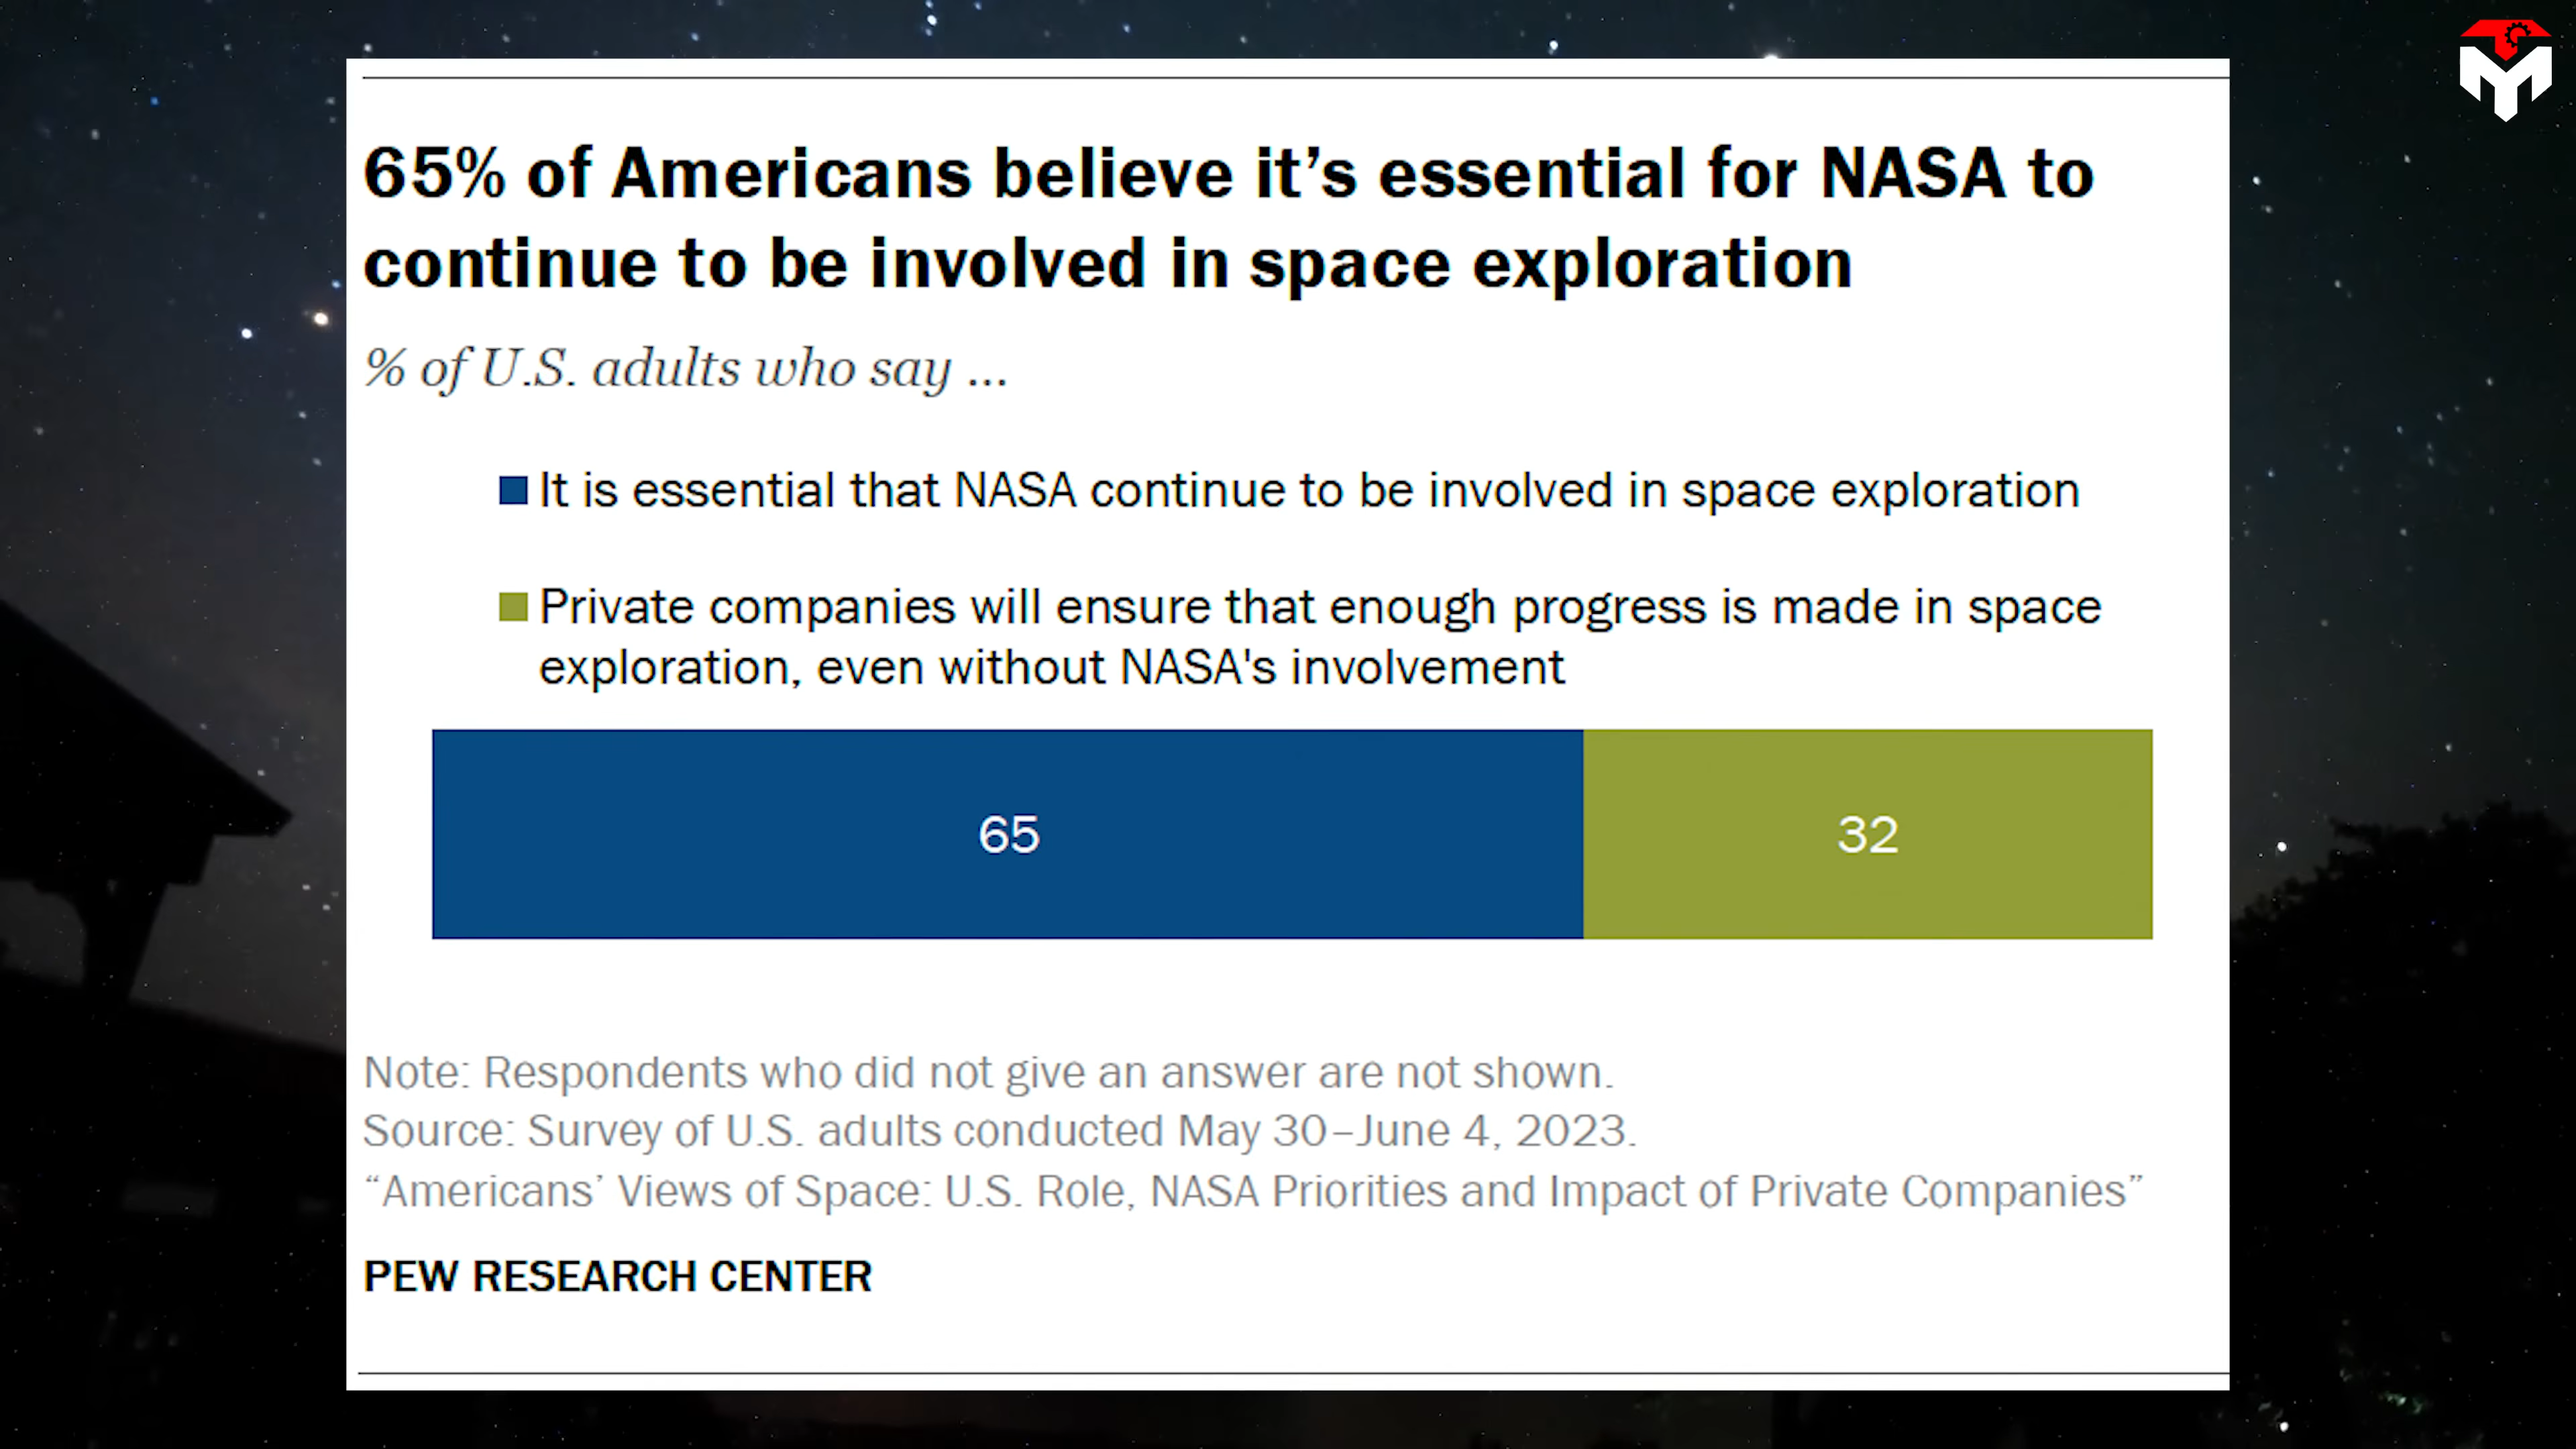 65% of Americans believe it’s essential for NASA to
continue to be involved in space exploration
% of U.S. adults who say ...
It is essential that NASA continue to be involved in space exploration
Private companies will ensure that enough progress is made in space
exploration, even without NASA's involvement
65
32
Note: Respondents who did not give an answer are not shown.
Source: Survey of U.S. adults conducted May 30–June 4, 2023.
“Americans’ Views of Space: U.S. Role, NASA Priorities and Impact of Private Companies”
PEW RESEARCH CENTER